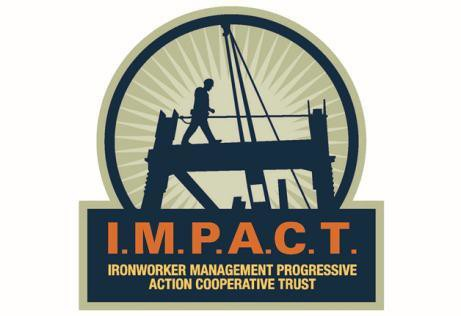 I.M.P.A.C.T.
IRONWORKER MANAGEMENT PROGRESSIVE
ACTION COOPERATIVE TRUST